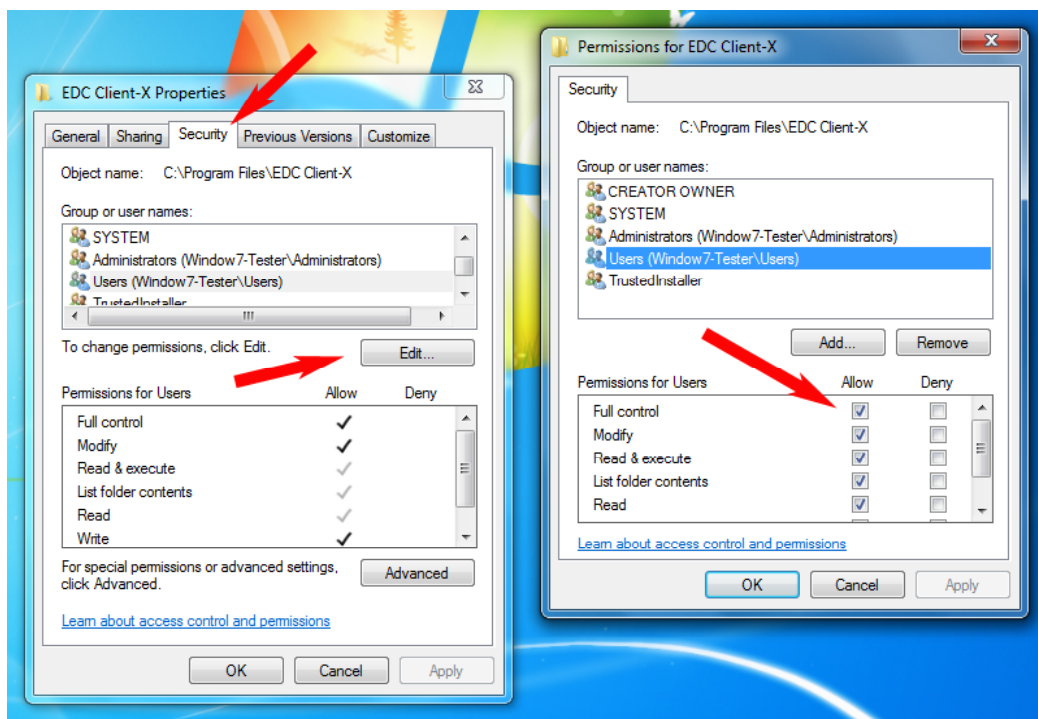 EDC Client-X Properties
General Sharing Security Previous Versions Customize
Object name: C:\Program Files\EDC Client-X
Group or user names:
SYSTEM
Administrators (Window7-Tester\Administrators)
Users (Window7-Tester\Users)
TrustedInstaller
To change permissions, click Edit.
Edit...
Permissions for Users Allow Deny
Full control
Modify
Read & execute
List folder contents
Read
Write
For special permissions or advanced settings,
click Advanced.
Advanced
Learn about access control and permissions
OK Cancel Apply
Permissions for EDC Client-X
Security
Object name: C:\Program Files\EDC Client-X
Group or user names:
CREATOR OWNER
SYSTEM
Administrators (Window7-Tester\Administrators)
Users (Window7-Tester\Users)
TrustedInstaller
Add... Remove
Permissions for Users Allow Deny
Full control
Modify
Read & execute
List folder contents
Read
Learn about access control and permissions
OK Cancel Apply